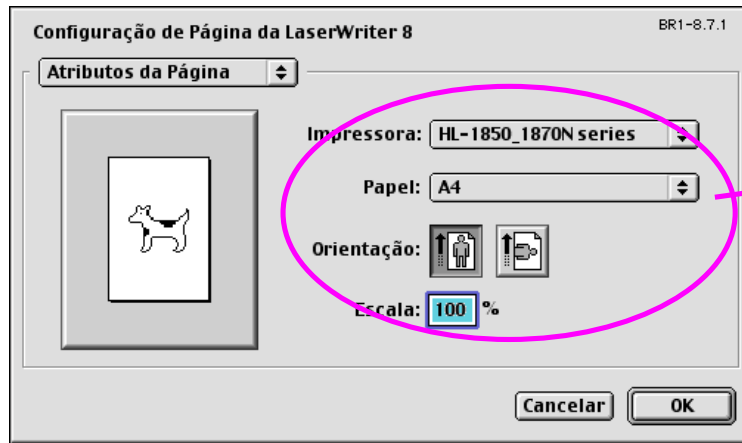 Configuração de Página da LaserWriter 8
BR1-8.7.1
Atributos da Página
Impressora: HL-1850_1870N series
Papel: A4
Orientação:
Escala: 100 %
Cancelar OK